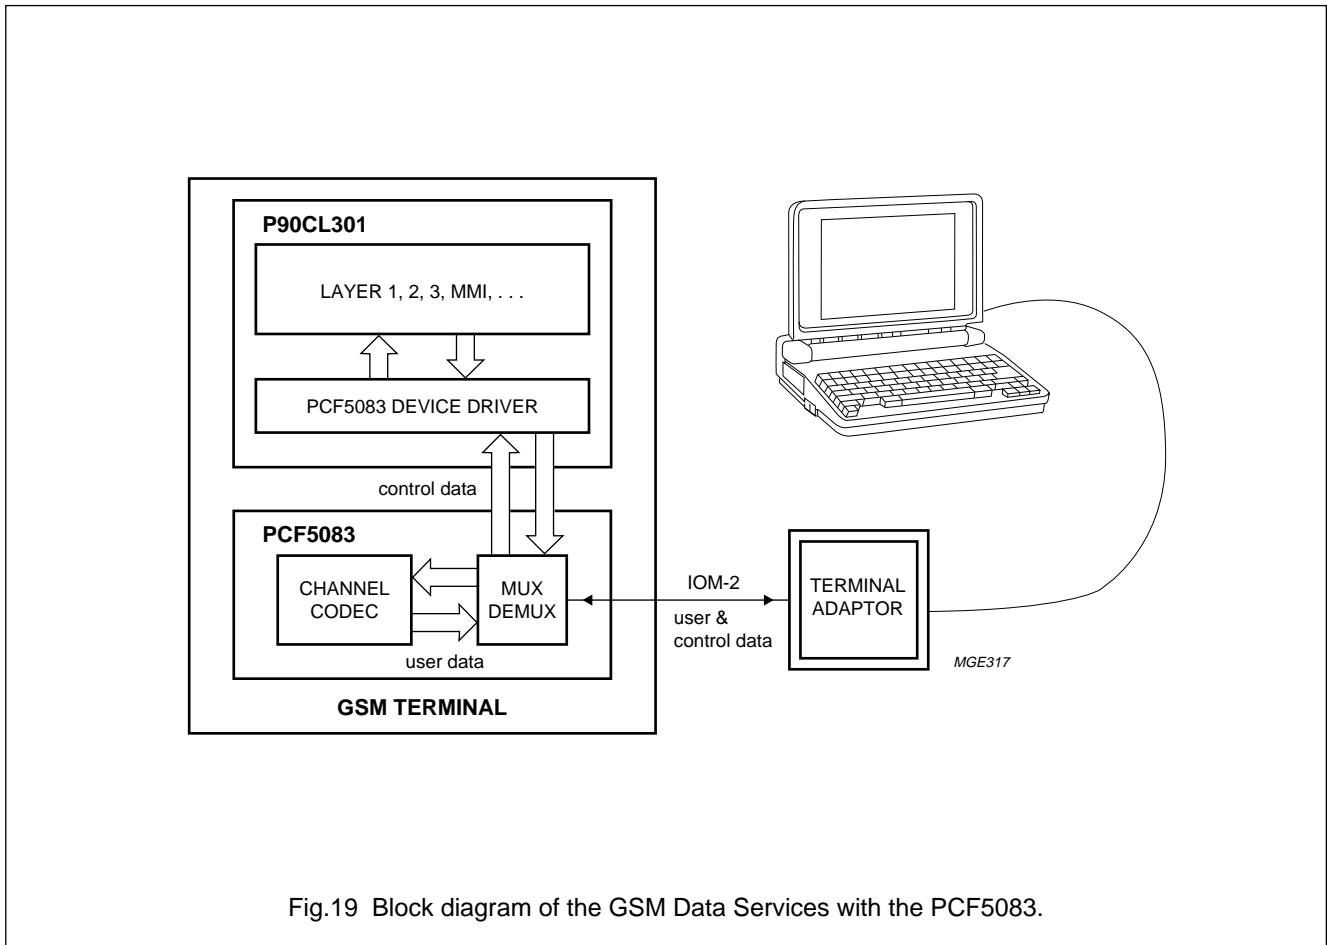 P90CL301
LAYER 1, 2, 3, MMI, . . .
PCF5083 DEVICE DRIVER
control data
PCF5083
CHANNEL
CODEC
MUX
DEMUX
user data
GSM TERMINAL
IOM-2
user &
control data
TERMINAL
ADAPTOR
MGE317
Fig.19 Block diagram of the GSM Data Services with the PCF5083.